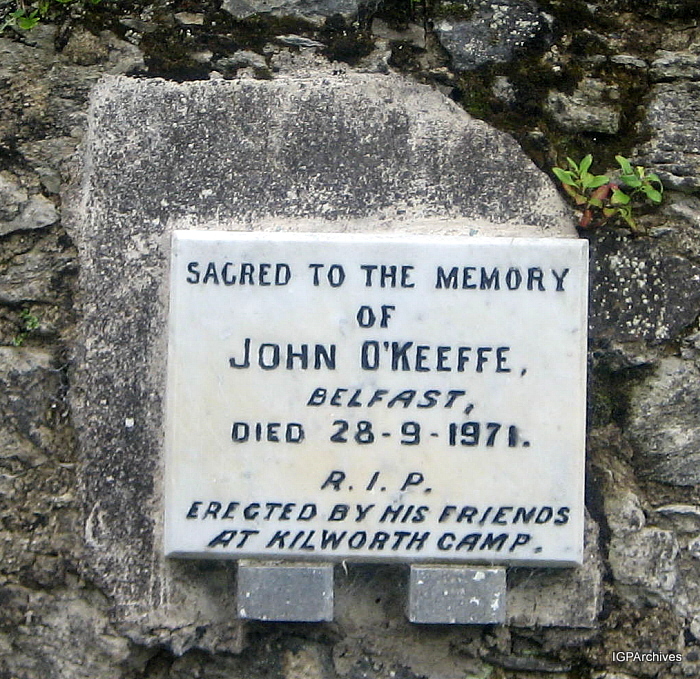 SACRED TO THE MEMORY
OF
JOHN O'KEEFFE,
BELFAST,
DIED 28-9-1971.
R. I. P.
ERECTED BY HIS FRIENDS
AT KILWORTH CAMP.
IGPArchives